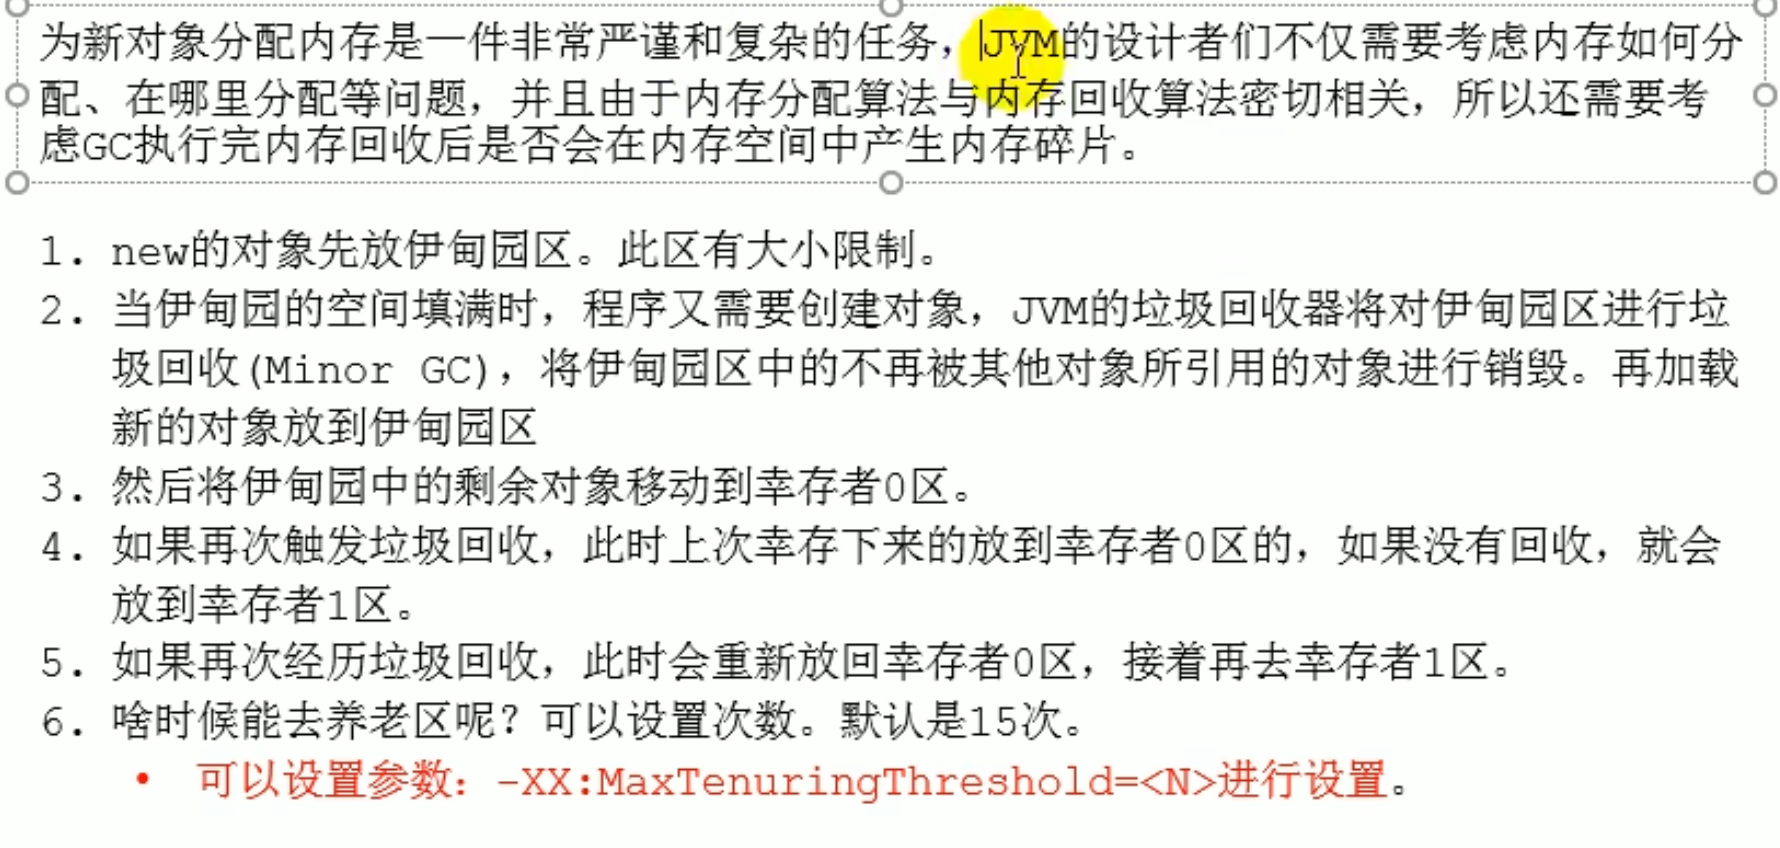 为新对象分配内存是一件非常严谨和复杂的任务，JVM的设计者们不仅需要考虑内存如何分
配、在哪里分配等问题，并且由于内存分配算法与内存回收算法密切相关，所以还需要考
虑GC执行完内存回收后是否会在内存空间中产生内存碎片。
1. new的对象先放伊甸园区。此区有大小限制。
2. 当伊甸园的空间填满时，程序又需要创建对象，JVM的垃圾回收器将对伊甸园区进行垃
圾回收(Minor GC)，将伊甸园区中的不再被其他对象所引用的对象进行销毁。再加载
新的对象放到伊甸园区
3. 然后将伊甸园中的剩余对象移动到幸存者0区。
4. 如果再次触发垃圾回收，此时上次幸存下来的放到幸存者0区的，如果没有回收，就会
放到幸存者1区。
5. 如果再次经历垃圾回收，此时会重新放回幸存者0区，接着再去幸存者1区。
6. 啥时候能去养老区呢？可以设置次数。默认是15次。
• 可以设置参数：-XX:MaxTenuringThreshold=<N>进行设置。